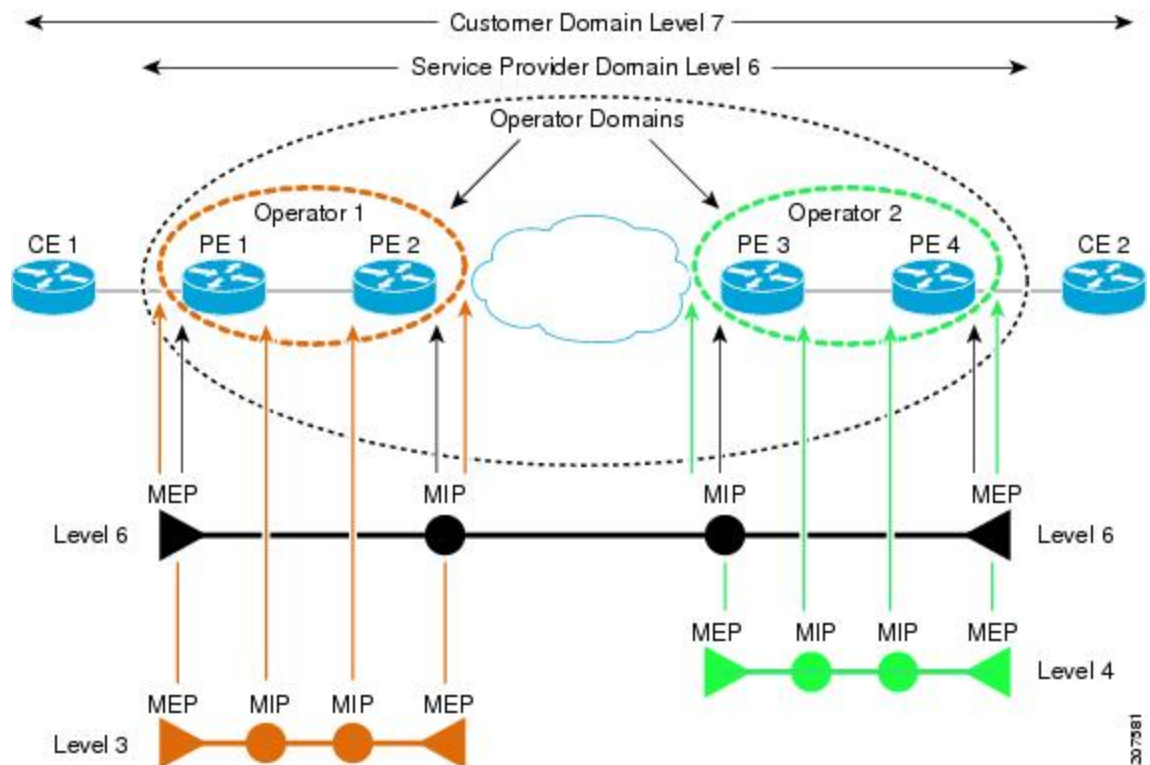 Customer Domain Level 7
Service Provider Domain Level 6
Operator Domains
Operator 1
Operator 2
CE 1
PE 1
PE 2
PE 3
PE 4
CE 2
MEP
MIP
MIP
MEP
Level 6
Level 6
MEP
MIP
MIP
MEP
Level 4
MEP
MIP
MIP
MEP
Level 3
207581